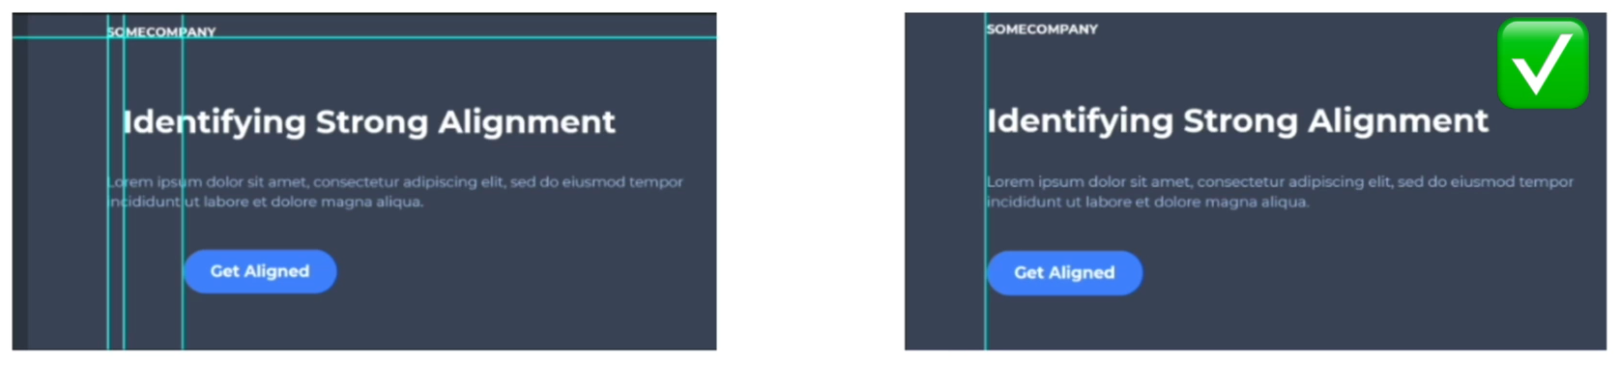 SOMECOMPANY
Identifying Strong Alignment
Lorem ipsum dolor sit amet, consectetur adipiscing elit, sed do eiusmod tempor
incididunt ut labore et dolore magna aliqua.
Get Aligned
SOMECOMPANY
Identifying Strong Alignment
Lorem ipsum dolor sit amet, consectetur adipiscing elit, sed do eiusmod tempor
incididunt ut labore et dolore magna aliqua.
Get Aligned